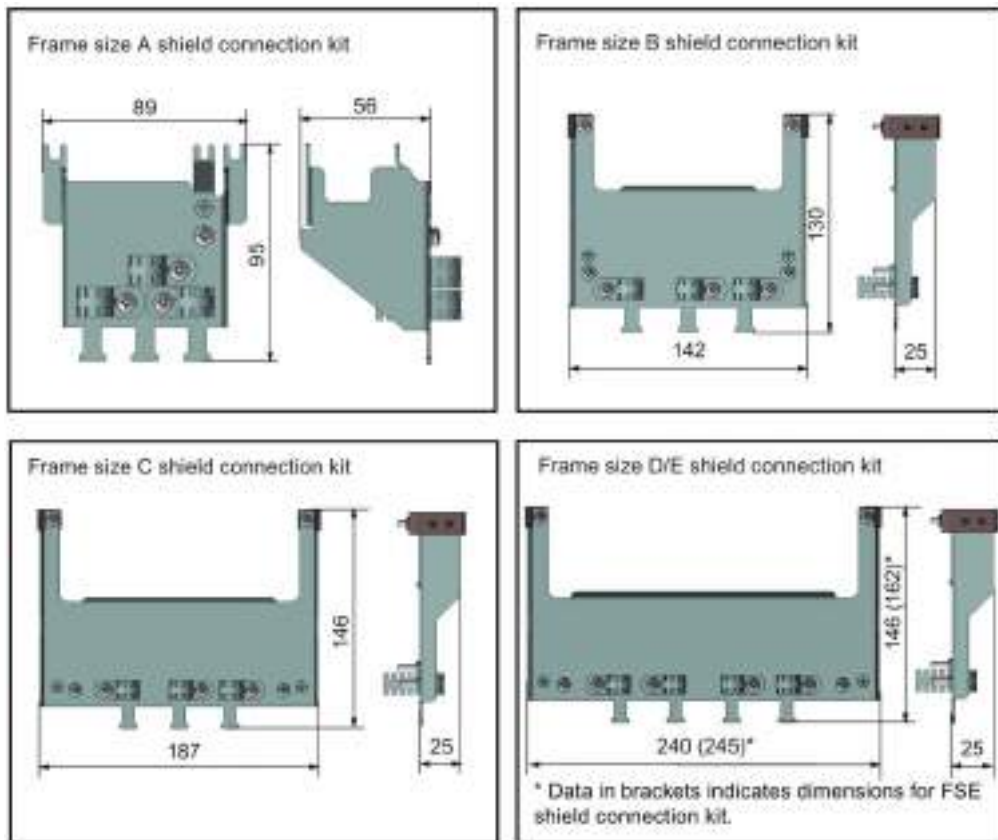 Frame size A shield connection kit
89
56
95
Frame size B shield connection kit
130
142
25
Frame size C shield connection kit
146
187
25
Frame size D/E shield connection kit
146 (162)*
240 (245)*
25
* Data in brackets indicates dimensions for FSE
shield connection kit.